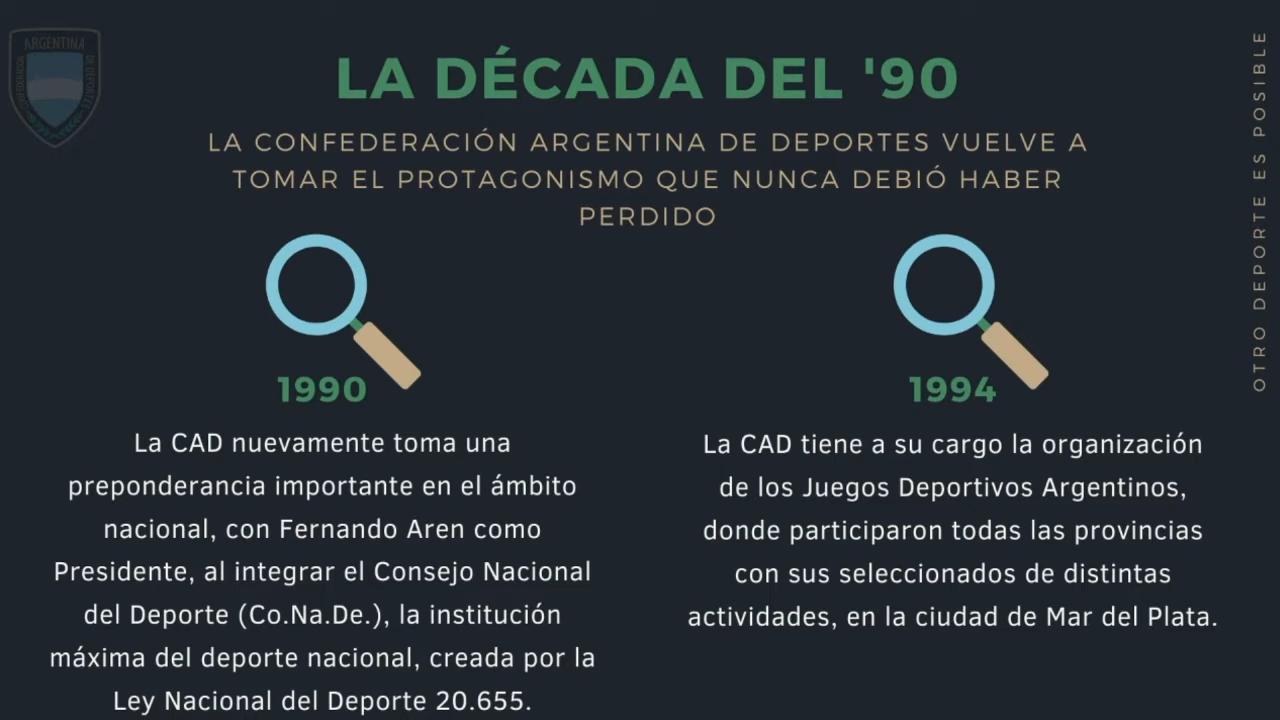 ARGENTINA
CONFEDERACIÓN
DE DEPORTES
LA DÉCADA DEL '90
LA CONFEDERACIÓN ARGENTINA DE DEPORTES VUELVE A
TOMAR EL PROTAGONISMO QUE NUNCA DEBIÓ HABER
PERDIDO
1990
La CAD nuevamente toma una
preponderancia importante en el ámbito
nacional, con Fernando Aren como
Presidente, al integrar el Consejo Nacional
del Deporte (Co.Na.De.), la institución
máxima del deporte nacional, creada por la
Ley Nacional del Deporte 20.655.
1994
La CAD tiene a su cargo la organización
de los Juegos Deportivos Argentinos,
donde participaron todas las provincias
con sus seleccionados de distintas
actividades, en la ciudad de Mar del Plata.
OTRO DEPORTE ES POSIBLE